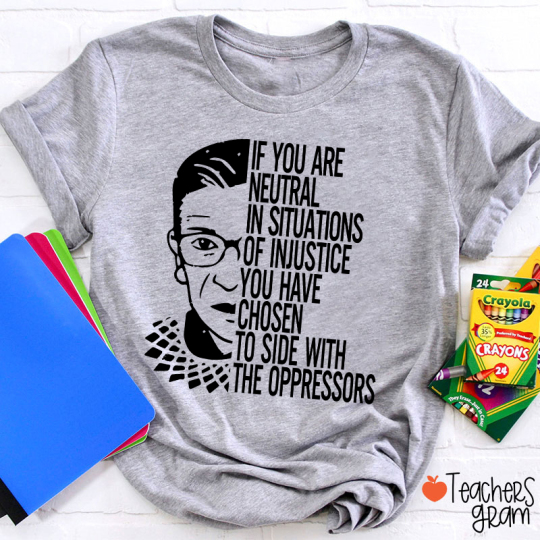 IF YOU ARE
NEUTRAL
IN SITUATIONS
OF INJUSTICE
YOU HAVE
CHOSEN
TO SIDE WITH
THE OPPRESSORS
24
Crayola
CRAYONS
24
Teachers
gram